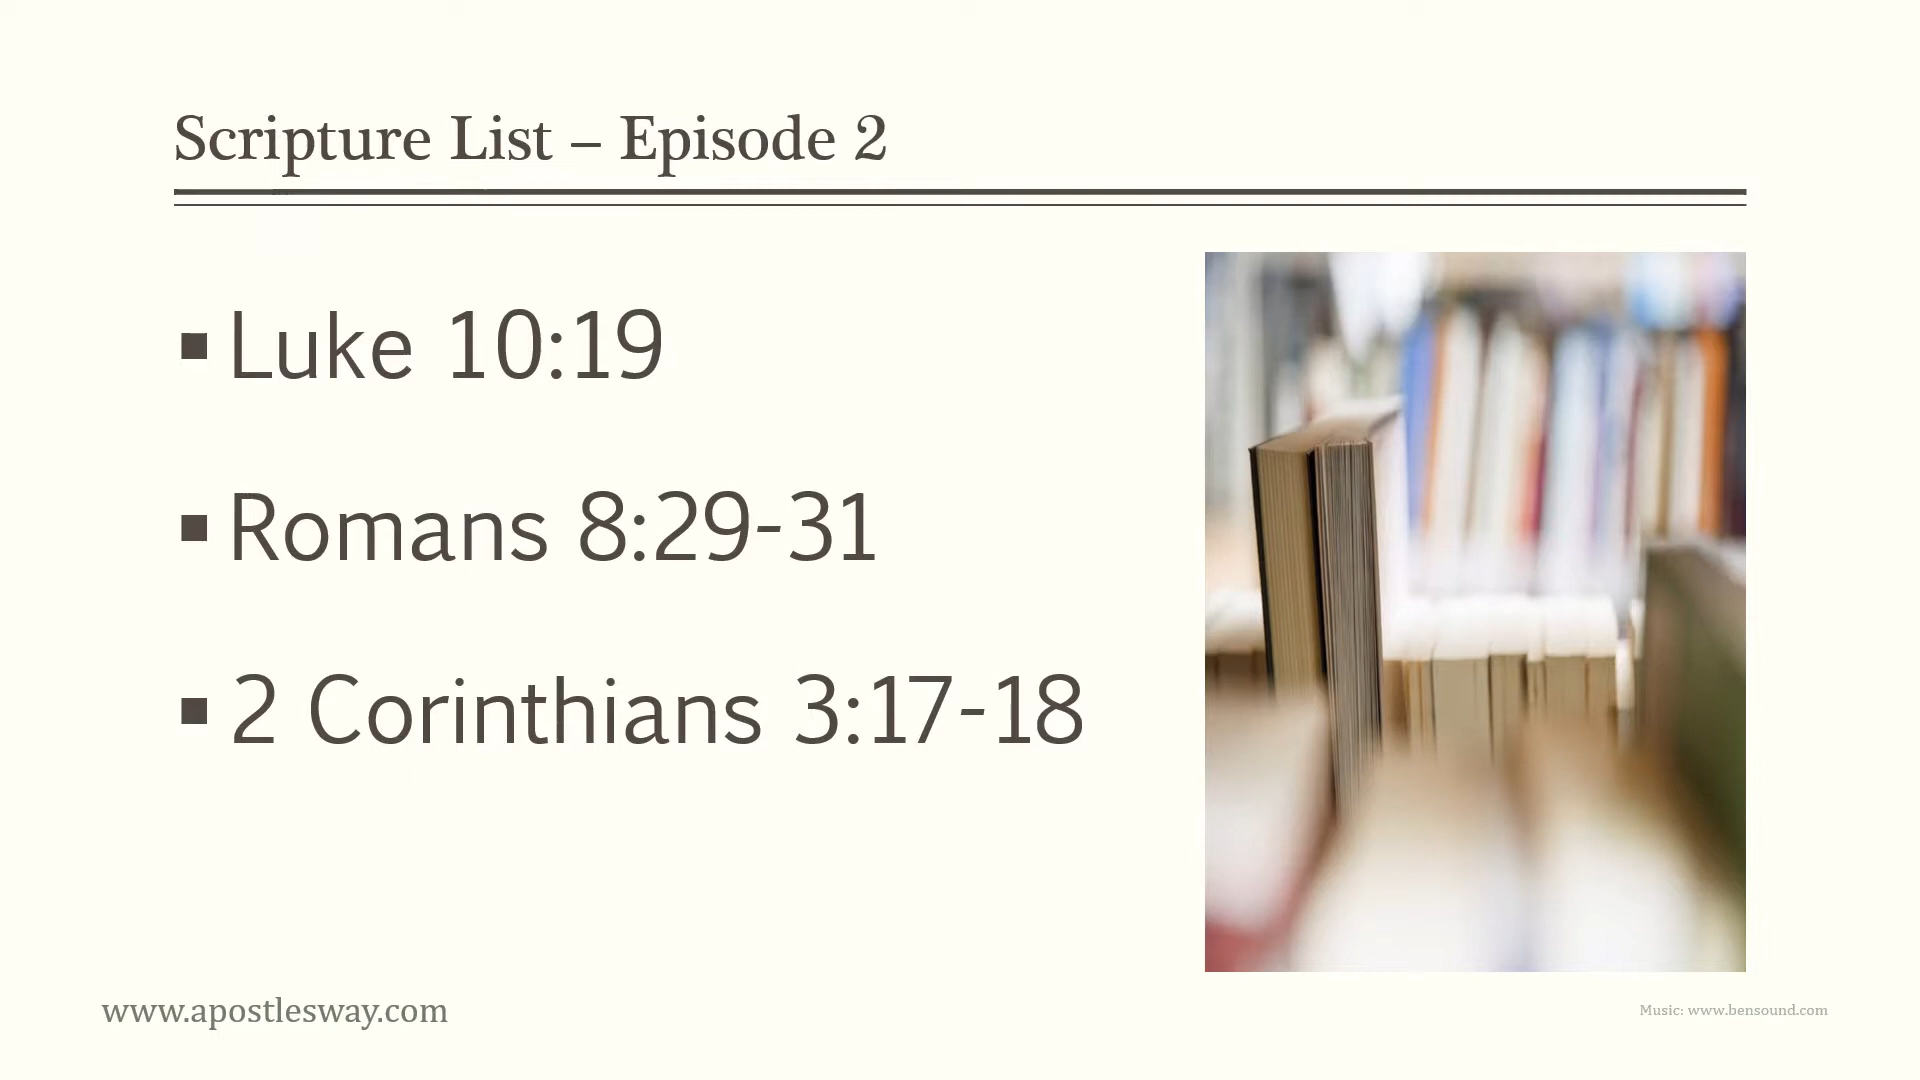 Scripture List – Episode 2
▪ Luke 10:19
▪ Romans 8:29-31
▪ 2 Corinthians 3:17-18
www.apostlesway.com
Music: www.bensound.com